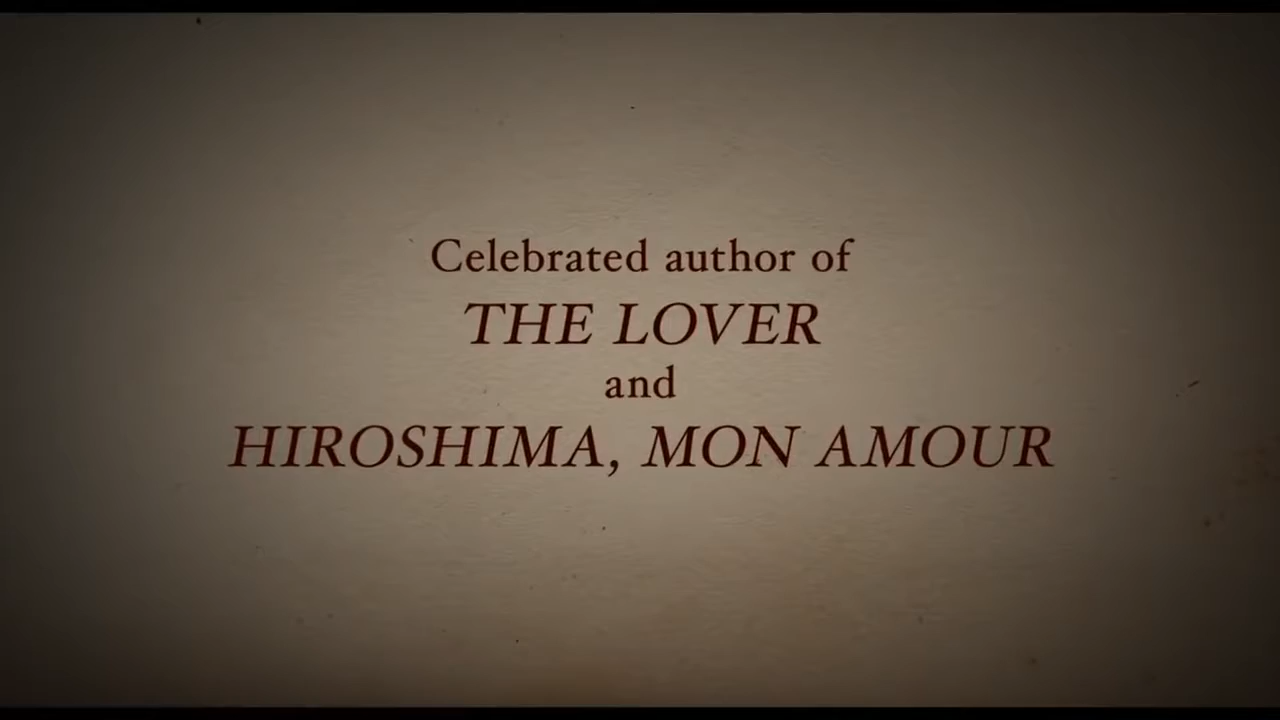 Celebrated author of
THE LOVER
and
HIROSHIMA, MON AMOUR